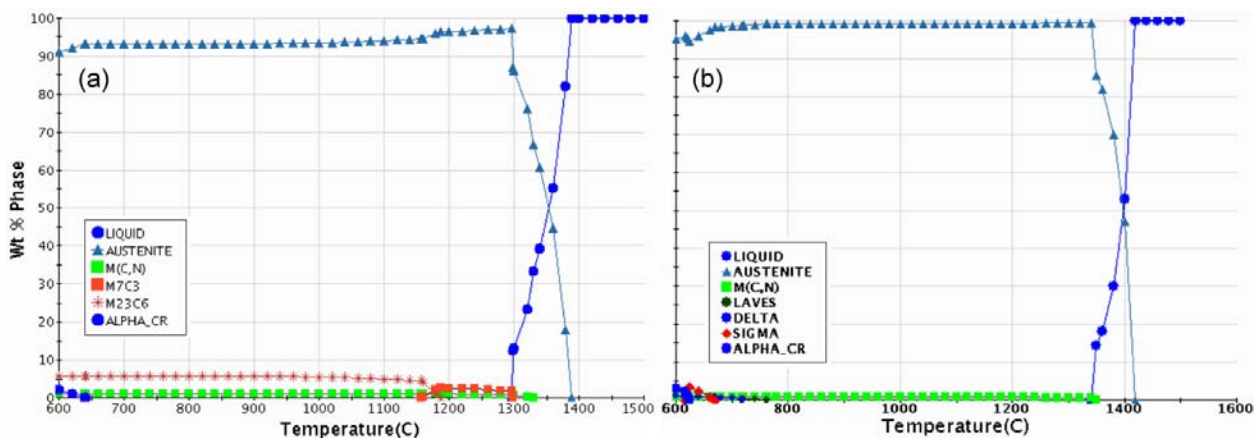 100
90
80
70
60
50
40
30
20
10
0
Wt % Phase
(a)
LIQUID
AUSTENITE
M(C,N)
M7C3
M23C6
ALPHA_CR
600 700 800 900 1000 1100 1200 1300 1400 1500
Temperature(C)
(b)
LIQUID
AUSTENITE
M(C,N)
LAVES
DELTA
SIGMA
ALPHA_CR
600 800 1000 1200 1400 1600
Temperature(C)